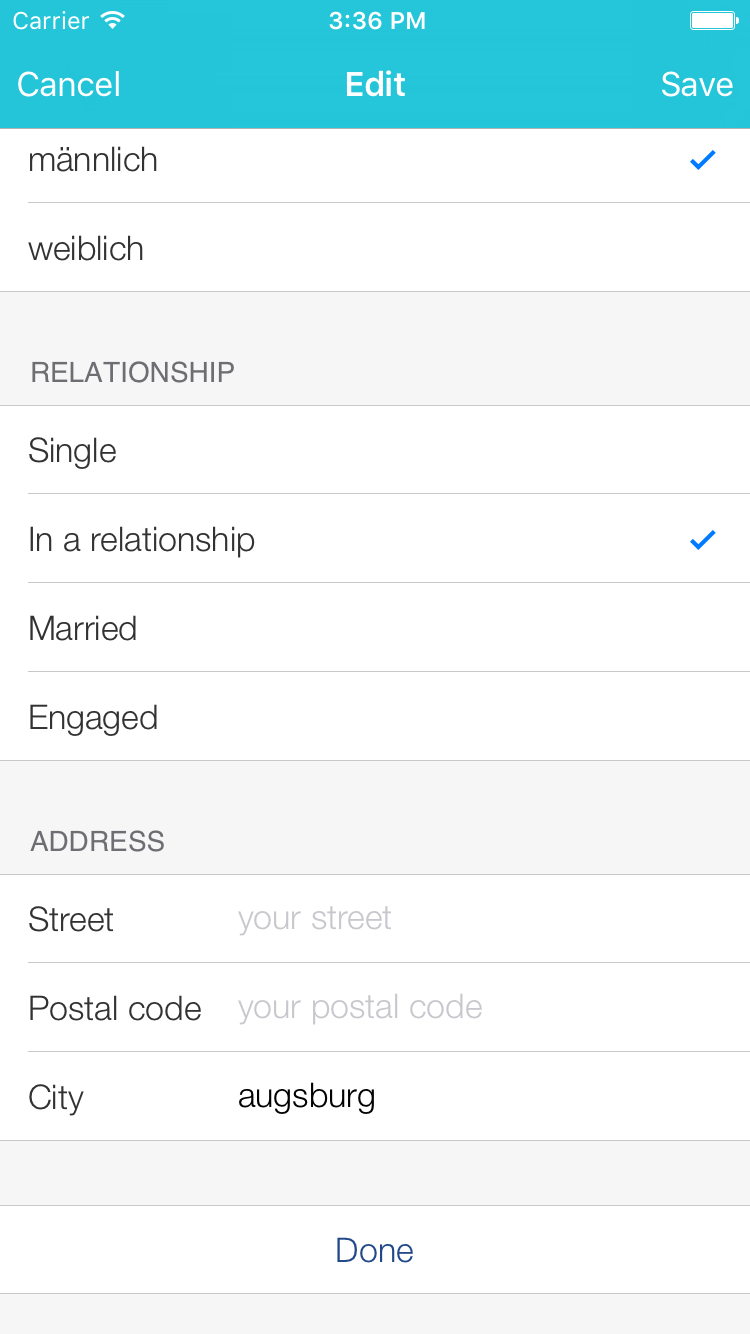 Carrier 3:36 PM
Cancel Edit Save
männlich
weiblich
RELATIONSHIP
Single
In a relationship
Married
Engaged
ADDRESS
Street your street
Postal code your postal code
City augsburg
Done